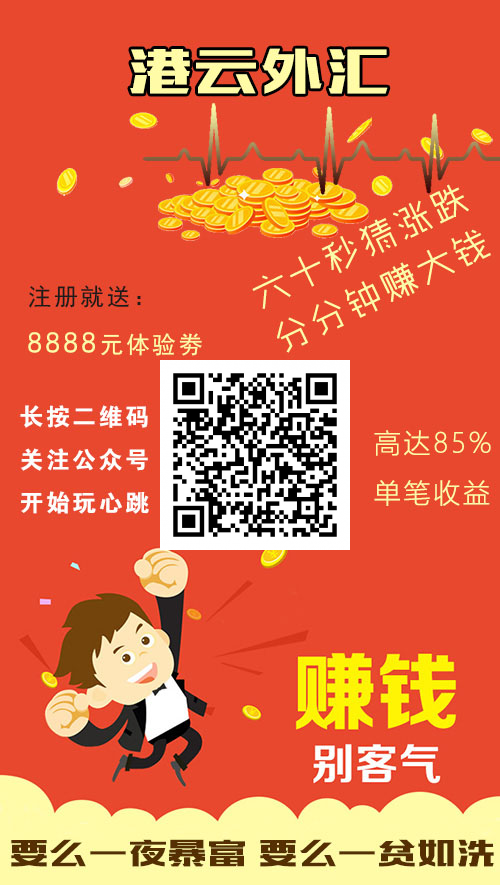 港云外汇
六十秒猜涨跌
分分钟赚大钱
注册就送：
8888元体验劵
长按二维码
关注公众号
开始玩心跳
高达85%
单笔收益
赚钱
别客气
要么一夜暴富 要么一贫如洗